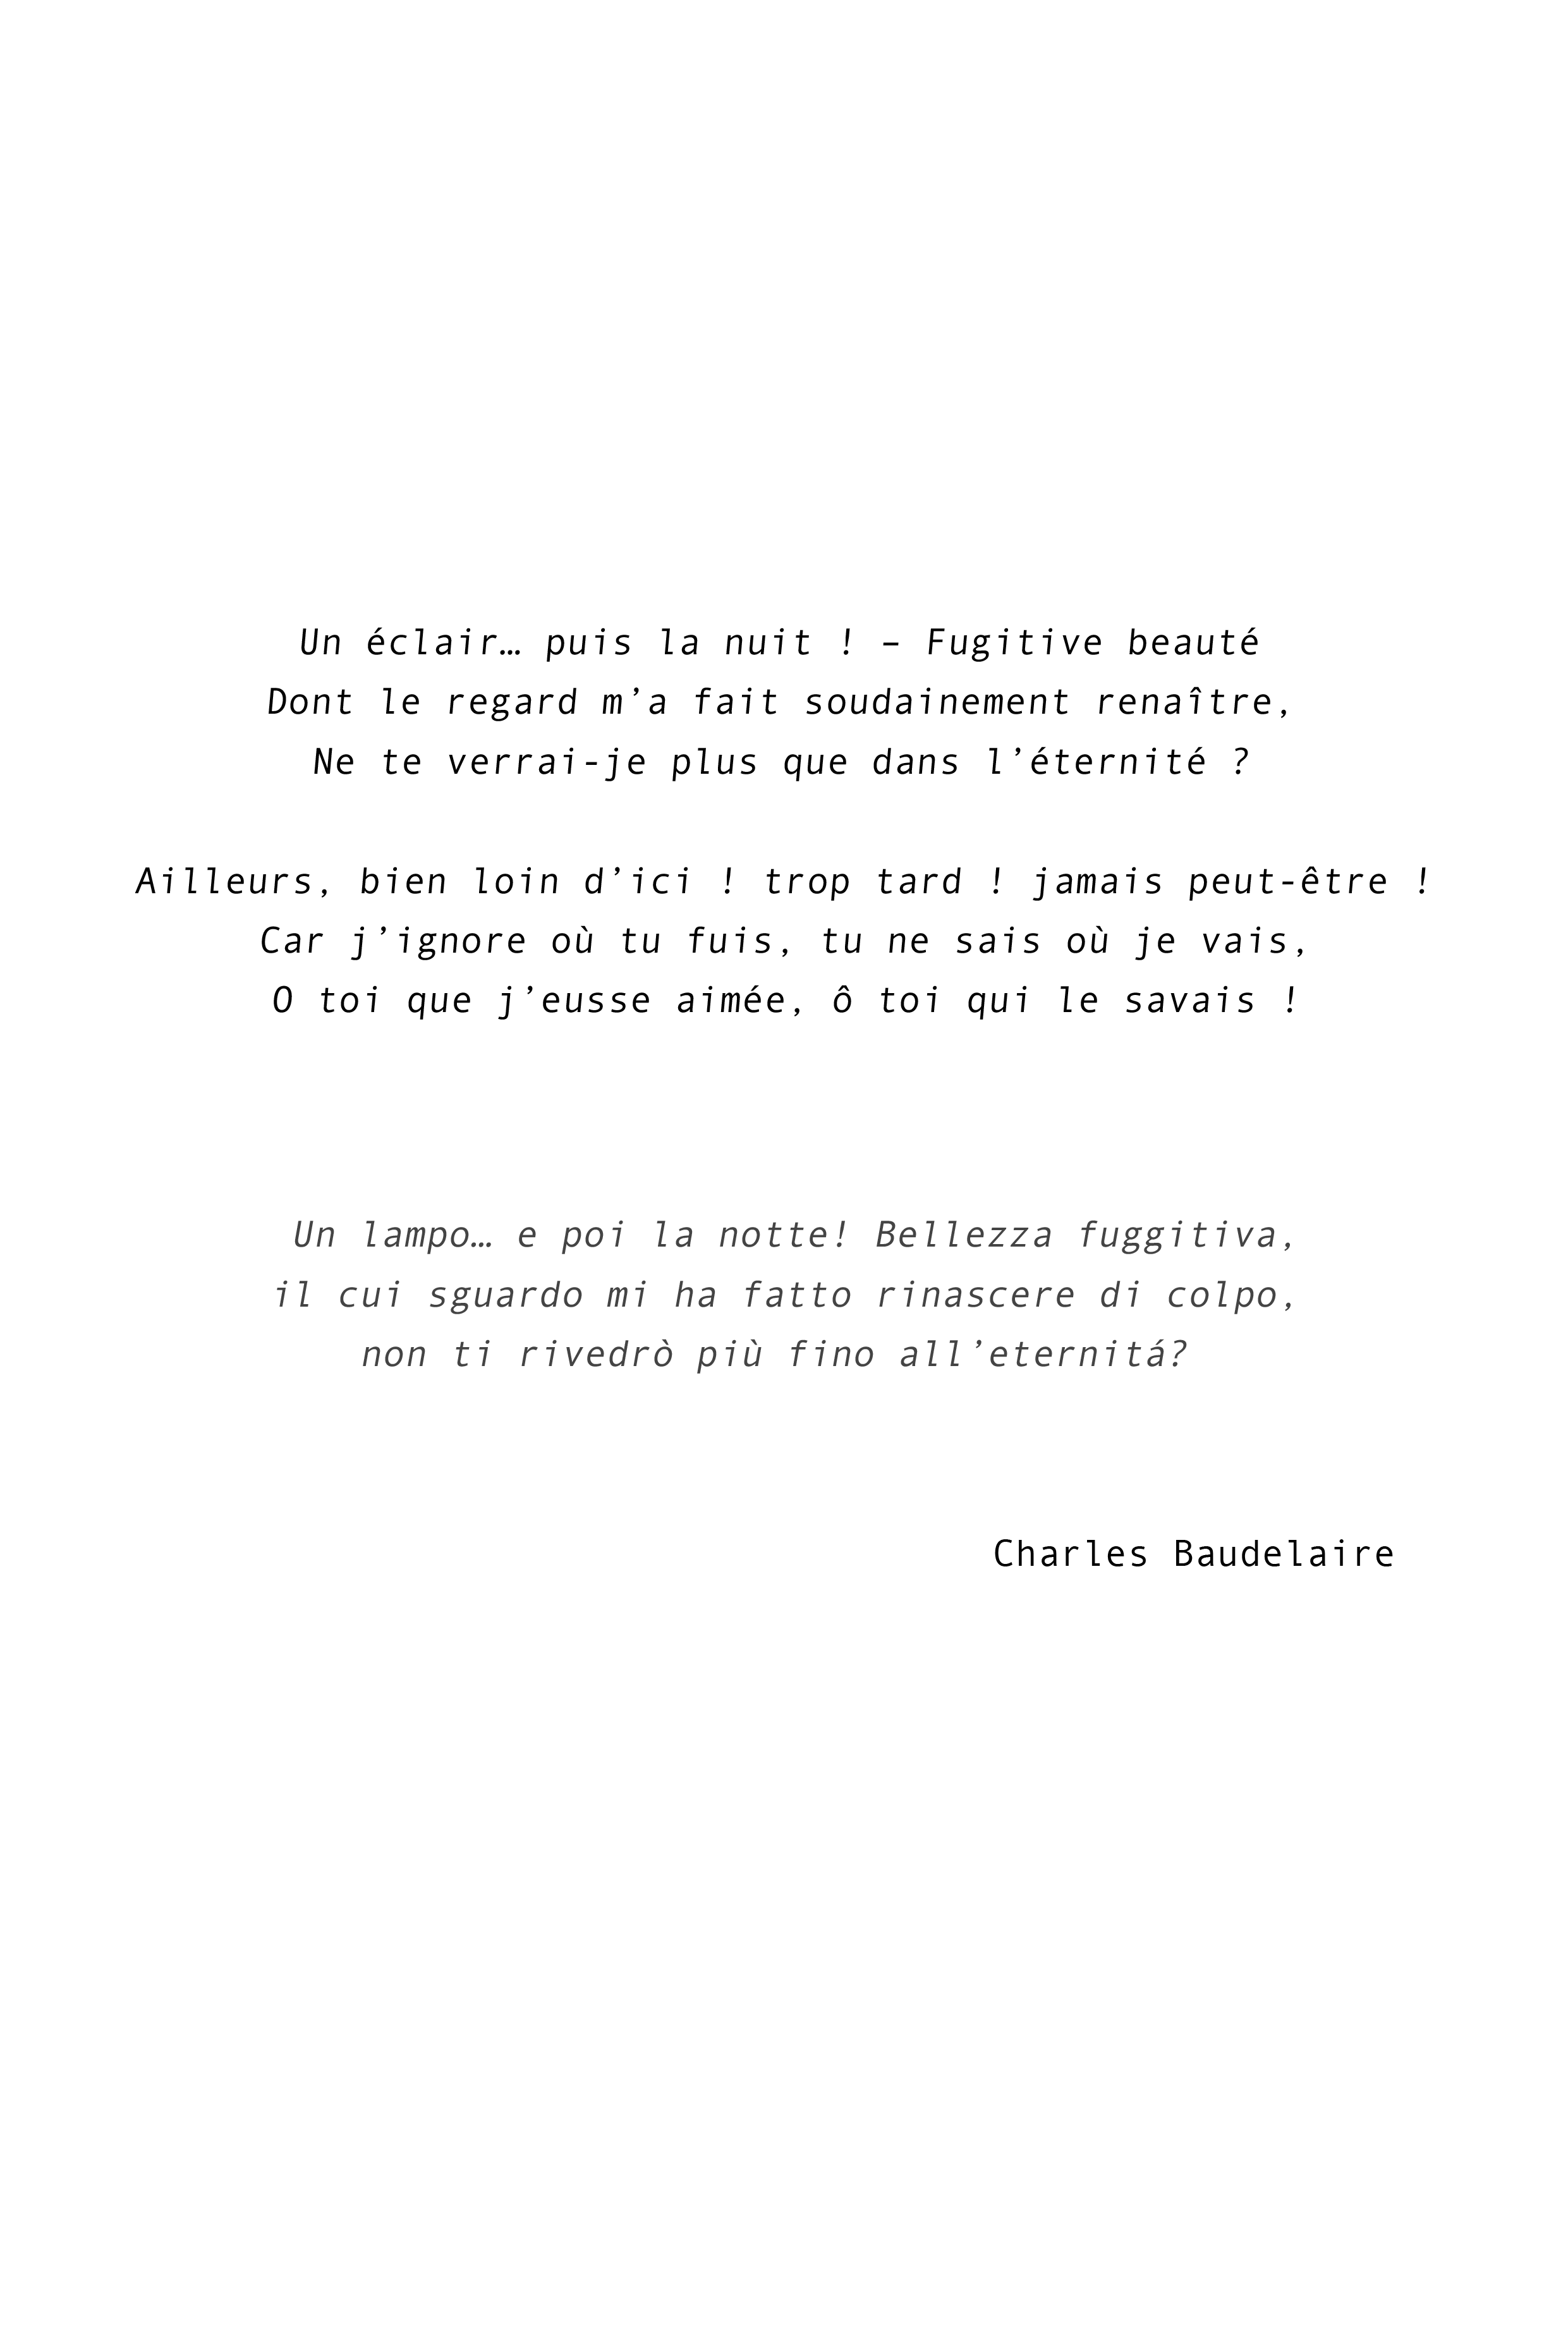 Un éclair… puis la nuit ! – Fugitive beauté
Dont le regard m’a fait soudainement renaître,
Ne te verrai-je plus que dans l’éternité ?
Ailleurs, bien loin d’ici ! trop tard ! jamais peut-être !
Car j’ignore où tu fuis, tu ne sais où je vais,
O toi que j’eusse aimée, ô toi qui le savais !
Un lampo… e poi la notte! Bellezza fuggitiva,
il cui sguardo mi ha fatto rinascere di colpo,
non ti rivedrò più fino all’eternitá?
Charles Baudelaire